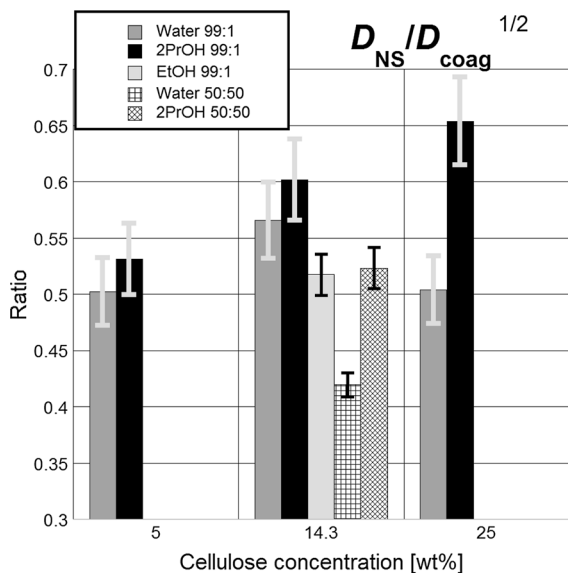 1/2
D_NS/D_coag
Water 99:1
2PrOH 99:1
EtOH 99:1
Water 50:50
2PrOH 50:50
0.7
0.65
0.6
0.55
0.5
0.45
0.4
0.35
0.3
Ratio
5 14.3 25
Cellulose concentration [wt%]